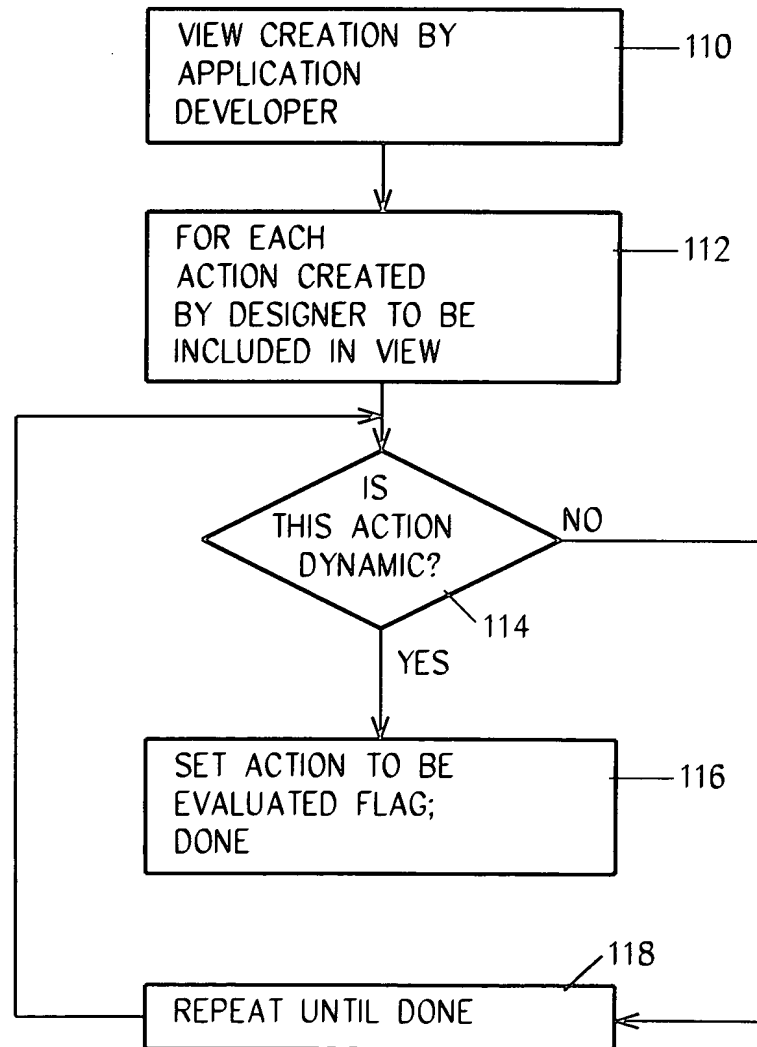 VIEW CREATION BY
APPLICATION
DEVELOPER
110
FOR EACH
ACTION CREATED
BY DESIGNER TO BE
INCLUDED IN VIEW
112
IS
THIS ACTION
DYNAMIC?
NO
114
YES
SET ACTION TO BE
EVALUATED FLAG;
DONE
116
118
REPEAT UNTIL DONE